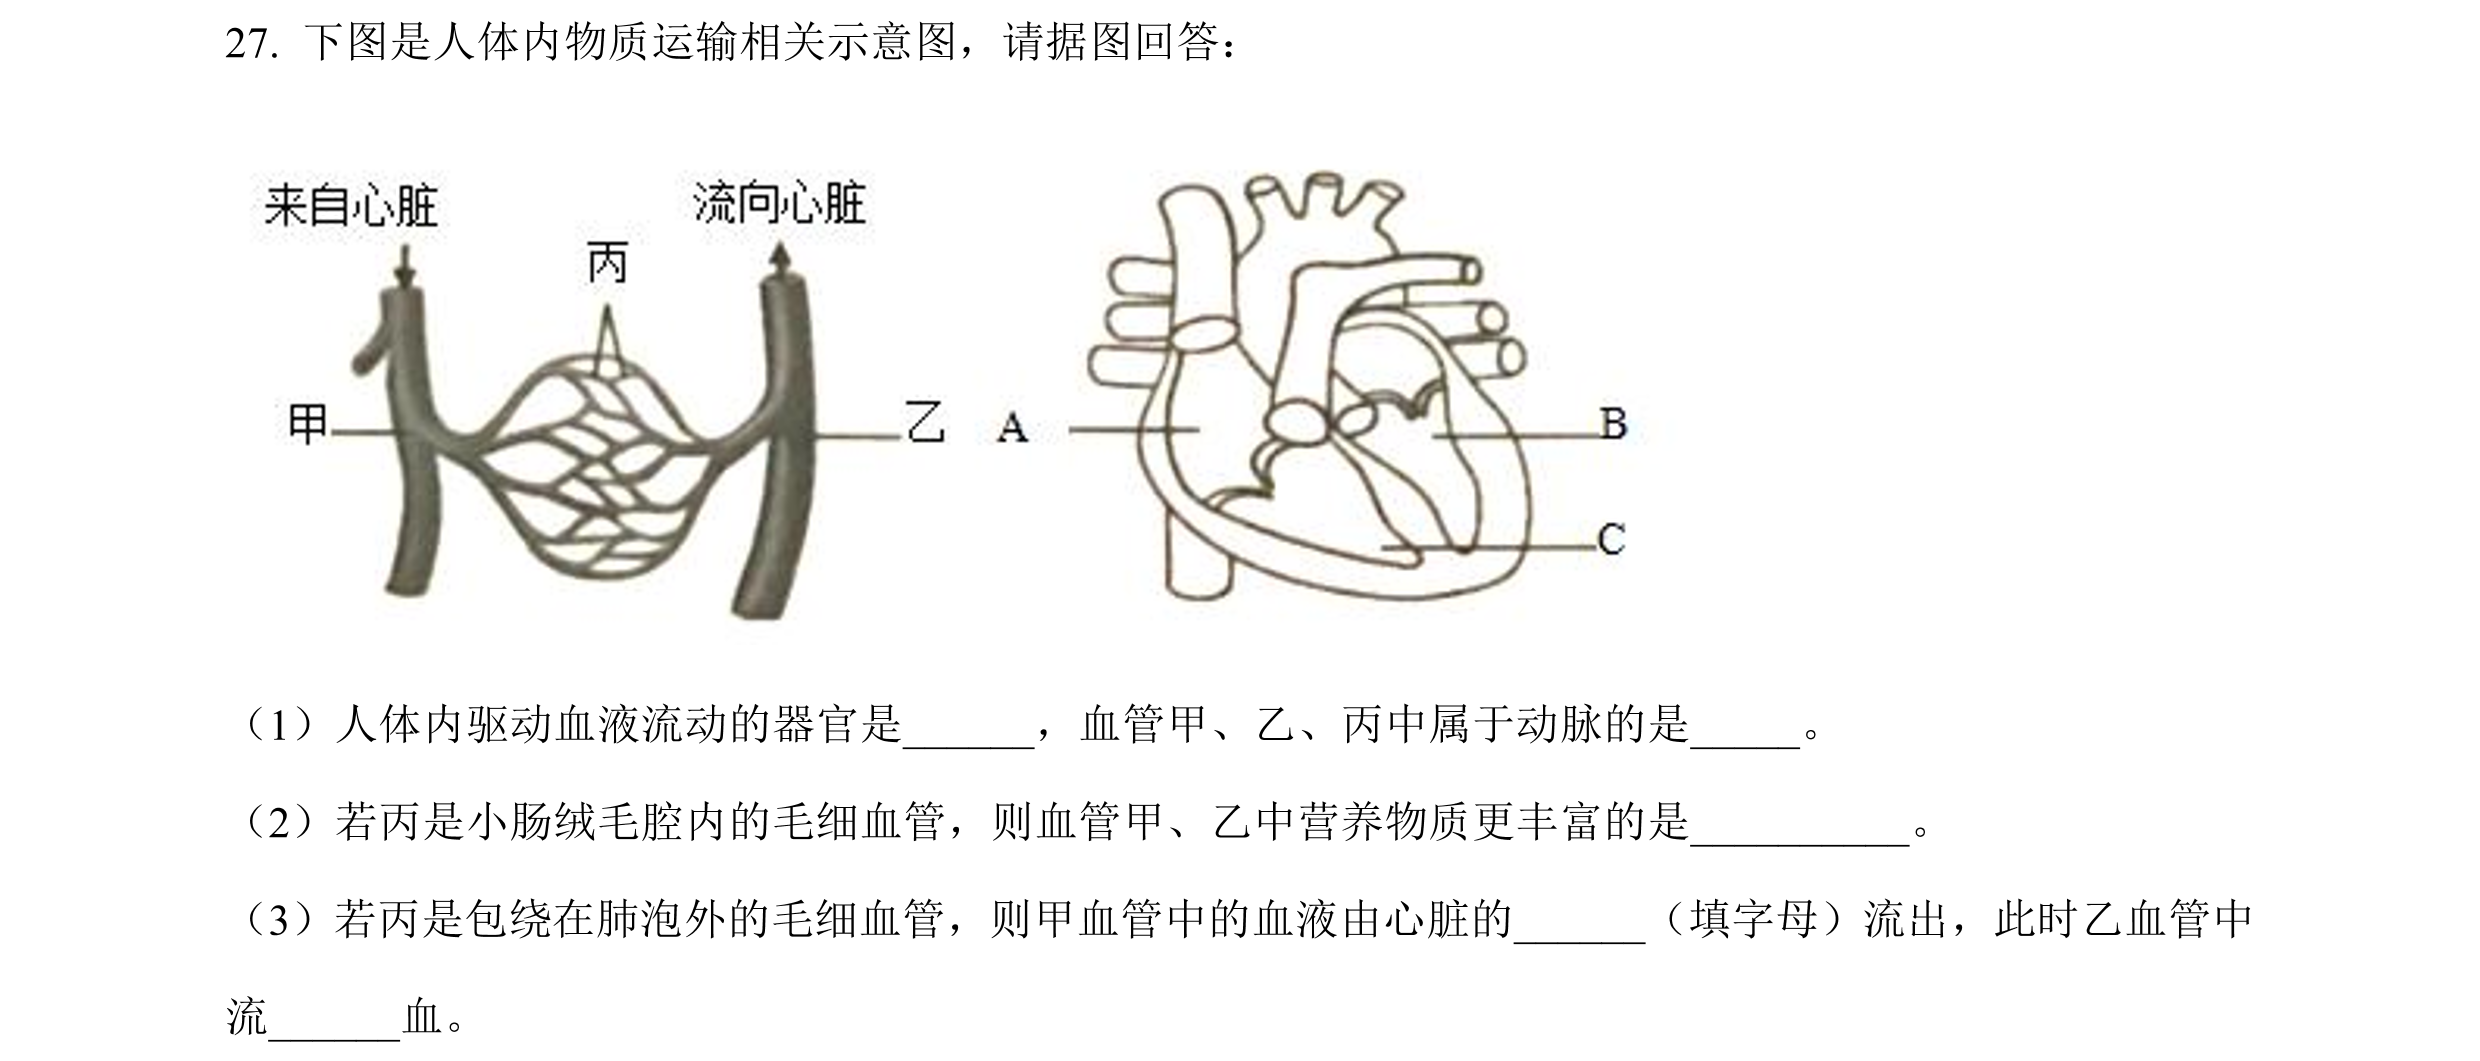 27. 下图是人体内物质运输相关示意图，请据图回答：
来自心脏
流向心脏
丙
甲
乙
A
B
C
（1）人体内驱动血液流动的器官是______，血管甲、乙、丙中属于动脉的是_____。
（2）若丙是小肠绒毛腔内的毛细血管，则血管甲、乙中营养物质更丰富的是__________。
（3）若丙是包绕在肺泡外的毛细血管，则甲血管中的血液由心脏的______（填字母）流出，此时乙血管中
流______血。